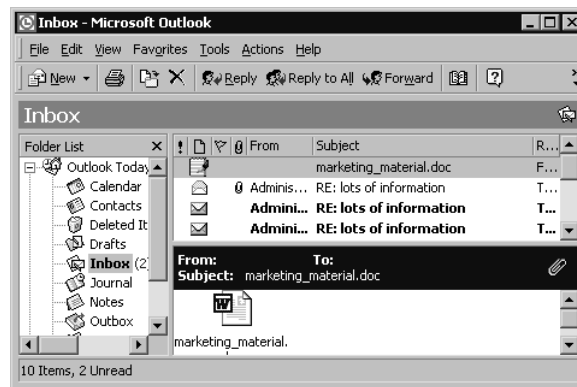 Inbox - Microsoft Outlook
File Edit View Favorites Tools Actions Help
New Reply Reply to All Forward
Inbox
Folder List
! From Subject R...
Outlook Today
Calendar
Contacts
Deleted It
Drafts
Inbox (2)
Journal
Notes
Outbox
marketing_material.doc F...
Adminis... RE: lots of information T...
Admini... RE: lots of information T...
Admini... RE: lots of information T...
From: To:
Subject: marketing_material.doc
W
marketing_material.
10 Items, 2 Unread